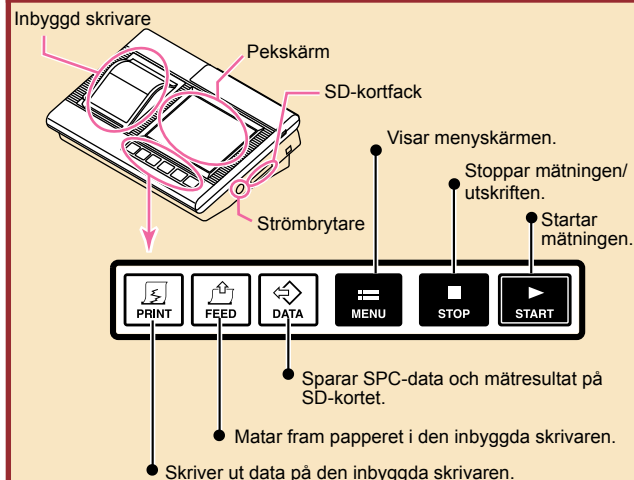 Inbyggd skrivare
Pekskärm
SD-kortfack
Visar menyskärmen.
Stoppar mätningen/
utskriften.
Startar
mätningen.
Strömbrytare
PRINT
FEED
DATA
MENU
STOP
START
Sparar SPC-data och mätresultat på
SD-kortet.
Matar fram papperet i den inbyggda skrivaren.
Skriver ut data på den inbyggda skrivaren.